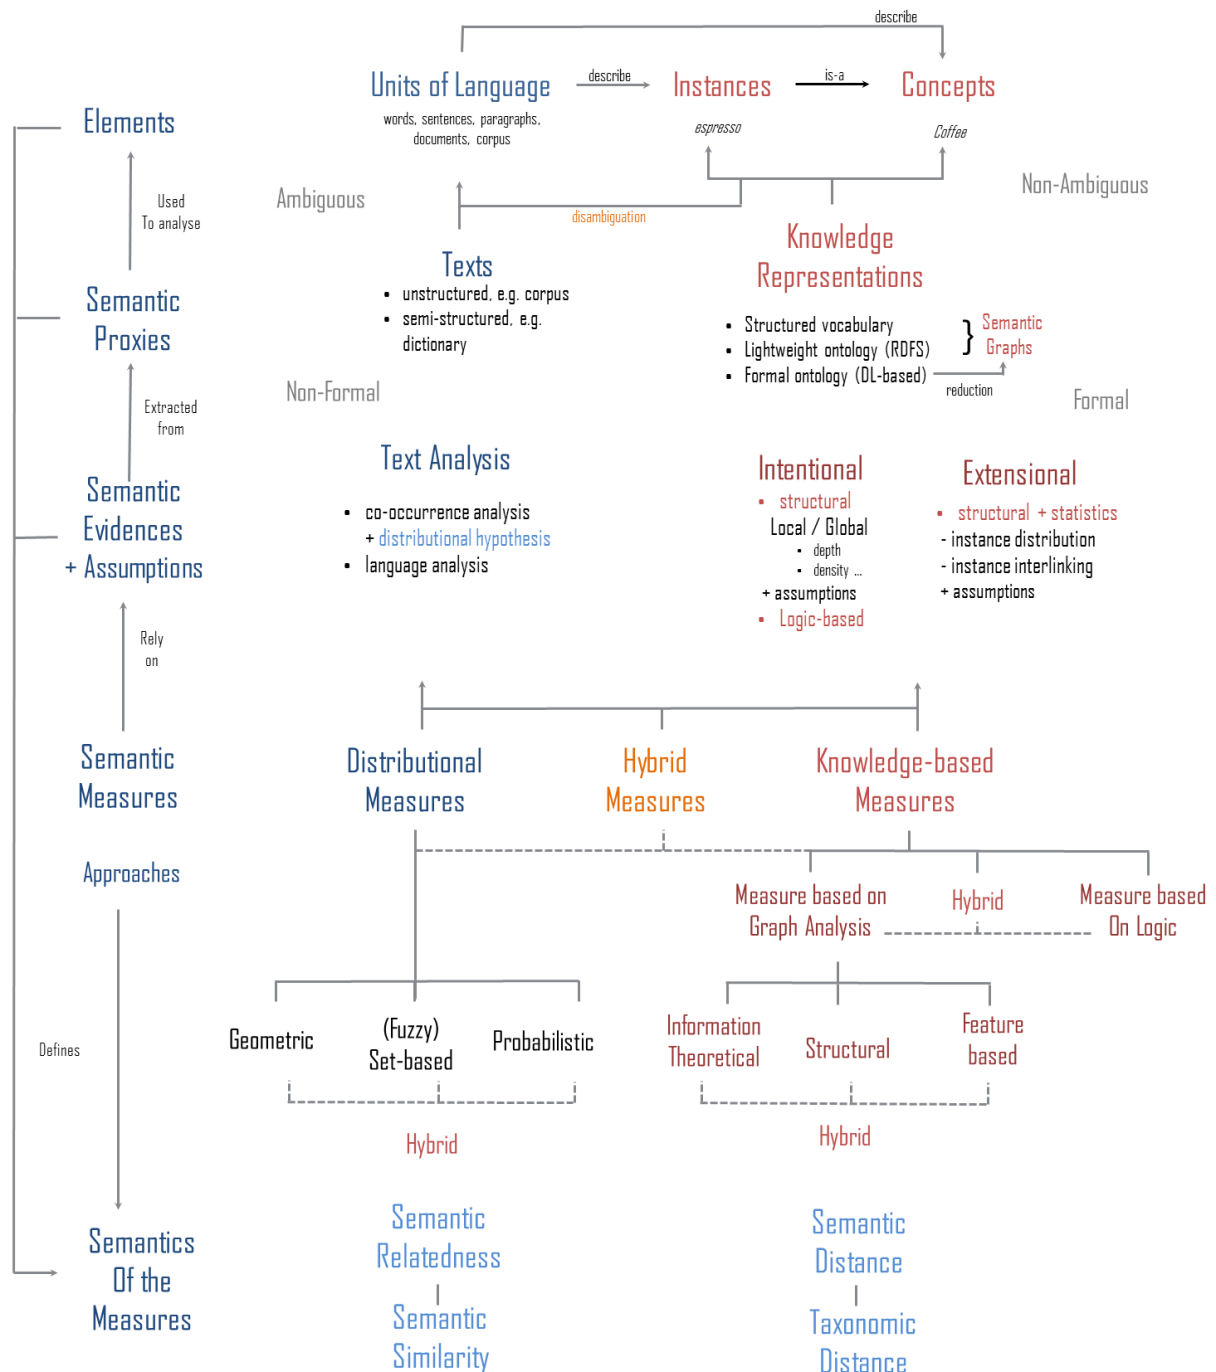 describe
Units of Language
describe
Instances
is-a
Concepts
words, sentences, paragraphs,
documents, corpus
espresso
Coffee
Elements
Ambiguous
Non-Ambiguous
Used
To analyse
disambiguation
Texts
• unstructured, e.g. corpus
• semi-structured, e.g.
dictionary
Knowledge
Representations
• Structured vocabulary
• Lightweight ontology (RDFS)
• Formal ontology (DL-based)
}
Semantic
Graphs
reduction
Semantic
Proxies
Non-Formal
Formal
Extracted
from
Text Analysis
• co-occurrence analysis
+ distributional hypothesis
• language analysis
Intentional
• structural
Local / Global
• depth
• density ...
+ assumptions
• Logic-based
Extensional
• structural + statistics
- instance distribution
- instance interlinking
+ assumptions
Semantic
Evidences
+ Assumptions
Rely
on
Semantic
Measures
Distributional
Measures
Hybrid
Measures
Knowledge-based
Measures
Approaches
Measure based on
Graph Analysis
Hybrid
Measure based
On Logic
Defines
Geometric
(Fuzzy)
Set-based
Probabilistic
Information
Theoretical
Structural
Feature
based
Hybrid
Hybrid
Semantics
Of the
Measures
Semantic
Relatedness
Semantic
Similarity
Semantic
Distance
Taxonomic
Distance